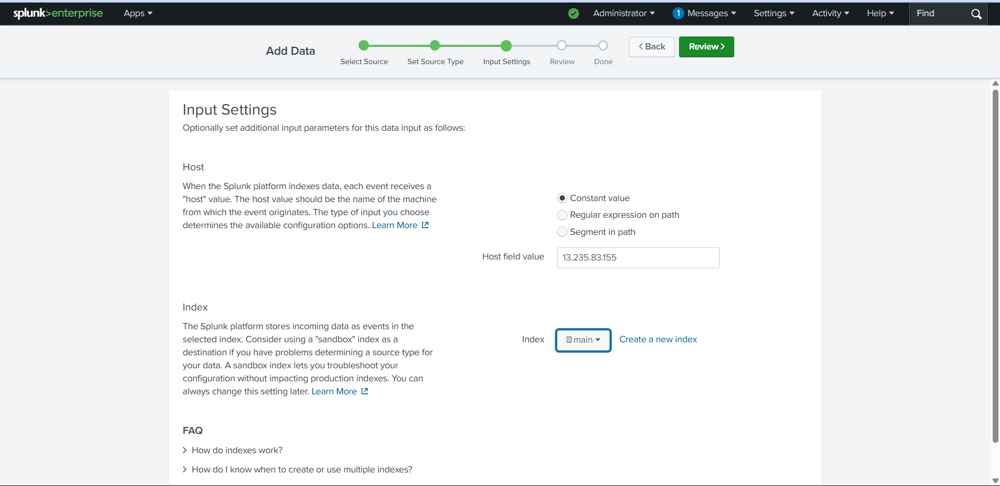 splunk>enterprise Apps Administrator 1 Messages Settings Activity Help Find
Add Data
Select Source Set Source Type Input Settings Review Done
< Back Review >
Input Settings
Optionally set additional input parameters for this data input as follows:
Host
When the Splunk platform indexes data, each event receives a
"host" value. The host value should be the name of the machine
from which the event originates. The type of input you choose
determines the available configuration options. Learn More
Constant value
Regular expression on path
Segment in path
Host field value 13.235.83.155
Index
The Splunk platform stores incoming data as events in the
selected index. Consider using a "sandbox" index as a
destination if you have problems determining a source type for
your data. A sandbox index lets you troubleshoot your
configuration without impacting production indexes. You can
always change this setting later. Learn More
Index main Create a new index
FAQ
> How do indexes work?
> How do I know when to create or use multiple indexes?